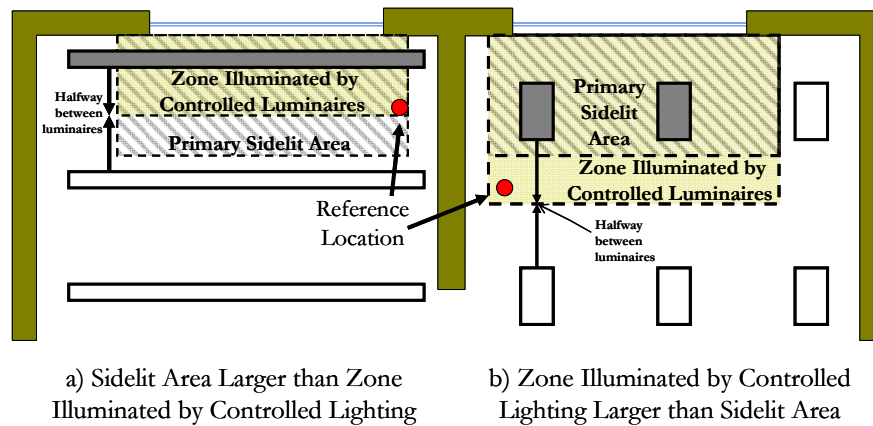 Zone Illuminated by
Controlled Luminaires
Halfway
between
luminaires
Primary Sidelit Area
Reference
Location
Primary
Sidelit
Area
Zone Illuminated by
Controlled Luminaires
Halfway
between
luminaires
a) Sidelit Area Larger than Zone
Illuminated by Controlled Lighting
b) Zone Illuminated by Controlled
Lighting Larger than Sidelit Area